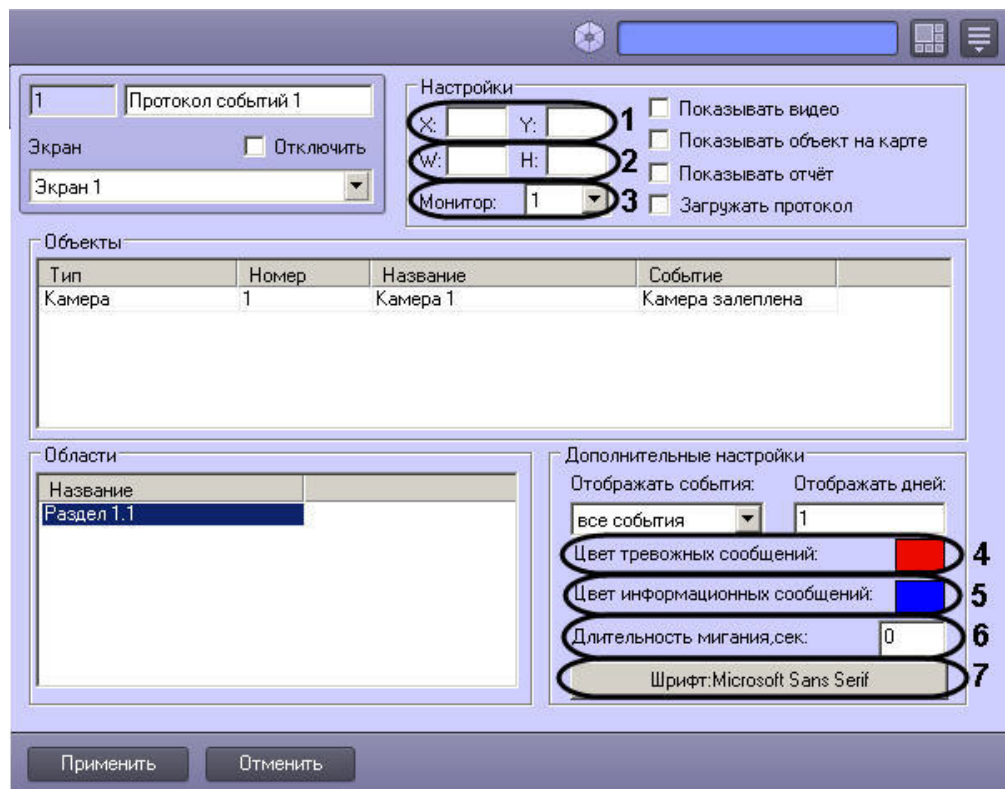 1
Протокол событий 1
Экран
Отключить
Экран 1
Настройки
X:
Y:
1
W:
H:
2
Монитор:
1
3
Показывать видео
Показывать объект на карте
Показывать отчёт
Загружать протокол
Объекты
Тип Номер Название Событие
Камера 1 Камера 1 Камера залеплена
Области
Название
Раздел 1.1
Дополнительные настройки
Отображать события: Отображать дней:
все события 1
Цвет тревожных сообщений: 4
Цвет информационных сообщений: 5
Длительность мигания,сек: 0 6
Шрифт:Microsoft Sans Serif 7
Применить Отменить